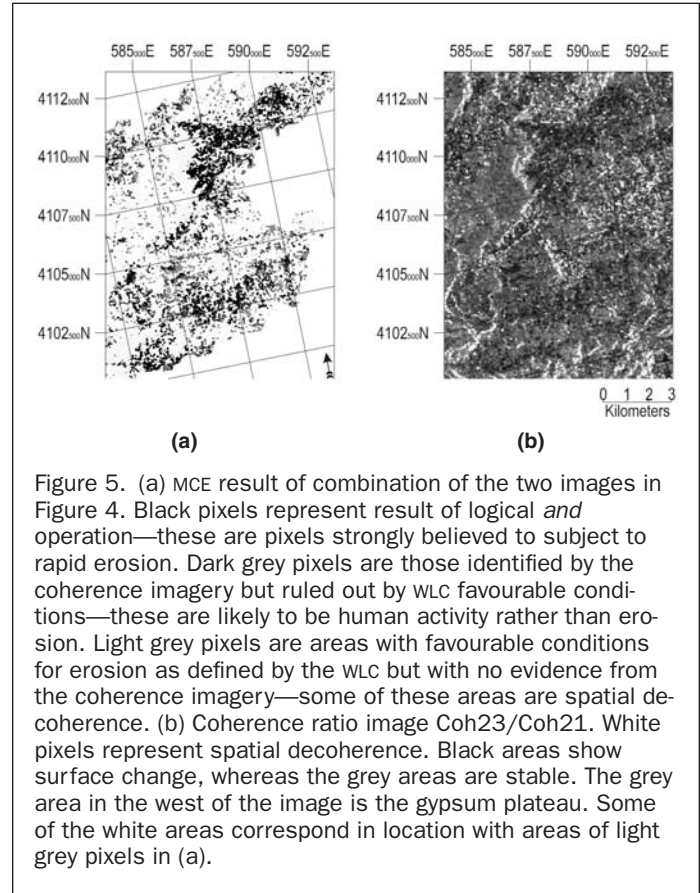 585000E 587500E 590000E 592500E 585000E 587500E 590000E 592500E
4112500N 4112500N
4110000N 4110000N
4107500N 4107500N
4105000N 4105000N
4102500N 4102500N
0 1 2 3
Kilometers
(a) (b)
Figure 5. (a) MCE result of combination of the two images in
Figure 4. Black pixels represent result of logical and
operation—these are pixels strongly believed to subject to
rapid erosion. Dark grey pixels are those identified by the
coherence imagery but ruled out by WLC favourable condi-
tions—these are likely to be human activity rather than ero-
sion. Light grey pixels are areas with favourable conditions
for erosion as defined by the WLC but with no evidence from
the coherence imagery—some of these areas are spatial de-
coherence. (b) Coherence ratio image Coh23/Coh21. White
pixels represent spatial decoherence. Black areas show
surface change, whereas the grey areas are stable. The grey
area in the west of the image is the gypsum plateau. Some
of the white areas correspond in location with areas of light
grey pixels in (a).